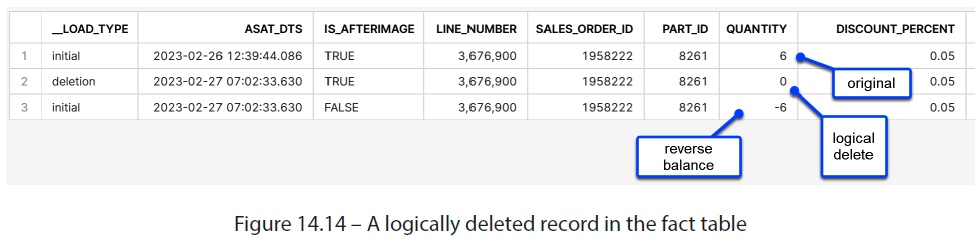 __LOAD_TYPE ASAT_DTS IS_AFTERIMAGE LINE_NUMBER SALES_ORDER_ID PART_ID QUANTITY DISCOUNT_PERCENT
1 initial 2023-02-26 12:39:44.086 TRUE 3,676,900 1958222 8261 6 0.05
2 deletion 2023-02-27 07:02:33.630 TRUE 3,676,900 1958222 8261 0 0.05
3 initial 2023-02-27 07:02:33.630 FALSE 3,676,900 1958222 8261 -6 0.05
original
logical
delete
reverse
balance
Figure 14.14 – A logically deleted record in the fact table